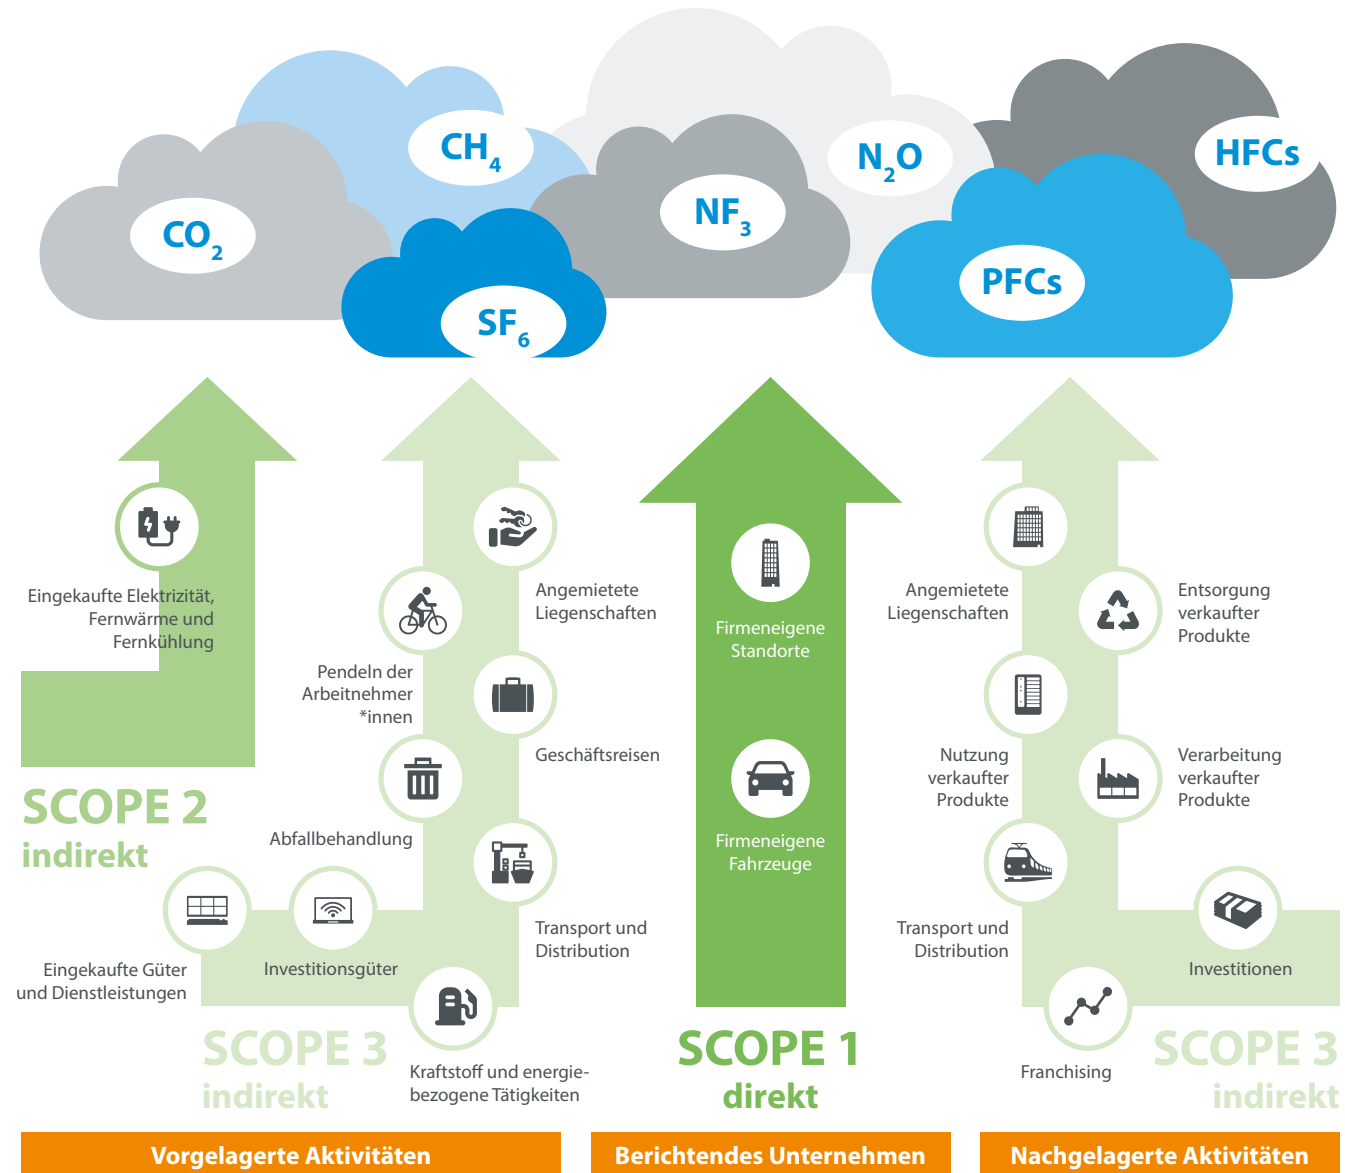 CO2
CH4
SF6
NF3
N2O
PFCs
HFCs
Eingekaufte Elektrizität,
Fernwärme und
Fernkühlung
SCOPE 2
indirekt
Angemietete
Liegenschaften
Pendeln der
Arbeitnehmer
*innen
Geschäftsreisen
Abfallbehandlung
Transport und
Distribution
Eingekaufte Güter
und Dienstleistungen
Investitionsgüter
Kraftstoff und energie-
bezogene Tätigkeiten
SCOPE 3
indirekt
Firmeneigene
Standorte
Firmeneigene
Fahrzeuge
SCOPE 1
direkt
Angemietete
Liegenschaften
Entsorgung
verkaufter
Produkte
Nutzung
verkaufter
Produkte
Verarbeitung
verkaufter
Produkte
Transport und
Distribution
Investitionen
Franchising
SCOPE 3
indirekt
Vorgelagerte Aktivitäten
Berichtendes Unternehmen
Nachgelagerte Aktivitäten